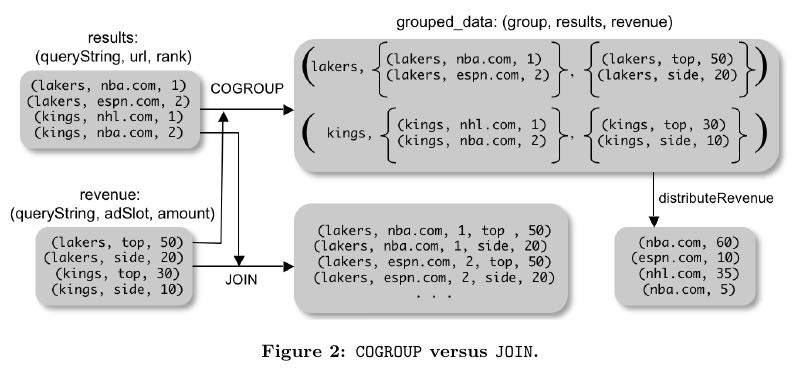 results:
(queryString, url, rank)
(lakers, nba.com, 1)
(lakers, espn.com, 2)
(kings, nhl.com, 1)
(kings, nba.com, 2)
revenue:
(queryString, adSlot, amount)
(lakers, top, 50)
(lakers, side, 20)
(kings, top, 30)
(kings, side, 10)
COGROUP
JOIN
grouped_data: (group, results, revenue)
(lakers, {(lakers, nba.com, 1)
(lakers, espn.com, 2)}, {(lakers, top, 50)
(lakers, side, 20)})
(kings, {(kings, nhl.com, 1)
(kings, nba.com, 2)}, {(kings, top, 30)
(kings, side, 10)})
(lakers, nba.com, 1, top , 50)
(lakers, nba.com, 1, side, 20)
(lakers, espn.com, 2, top, 50)
(lakers, espn.com, 2, side, 20)
. . .
distributeRevenue
(nba.com, 60)
(espn.com, 10)
(nhl.com, 35)
(nba.com, 5)
Figure 2: COGROUP versus JOIN.